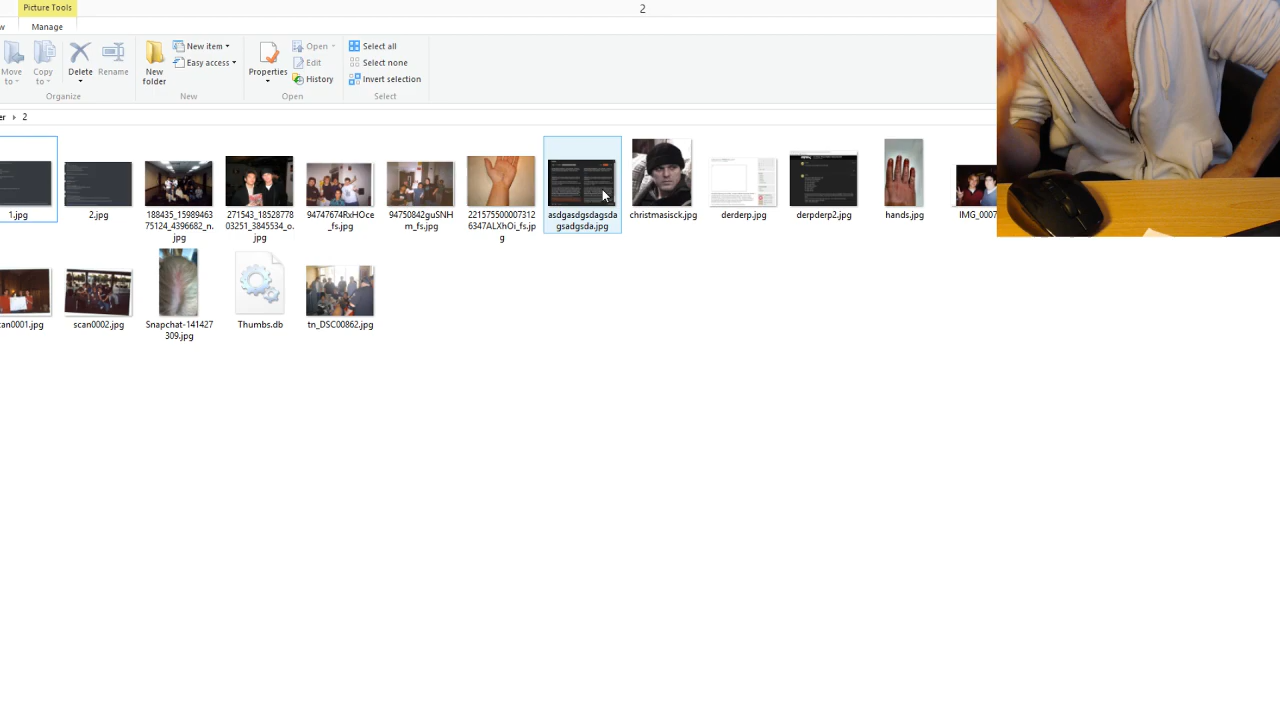 Picture Tools
2
Manage
Move to
Copy to
Delete
Rename
New folder
New item
Easy access
Properties
Open
Edit
History
Select all
Select none
Invert selection
Organize
New
Open
Select
er › 2
1.jpg
2.jpg
188435_15989463
75124_4396682_n.
jpg
271543_18528778
03251_3845534_o.
jpg
94747674RxHOce
_fs.jpg
94750842guSNH
m_fs.jpg
221575500007312
6347ALXhOi_fs.jp
g
asdgasdgsdagsda
gsadgsda.jpg
christmasisck.jpg
derderp.jpg
derpderp2.jpg
hands.jpg
IMG_0007
can0001.jpg
scan0002.jpg
Snapchat-141427
309.jpg
Thumbs.db
tn_DSC00862.jpg